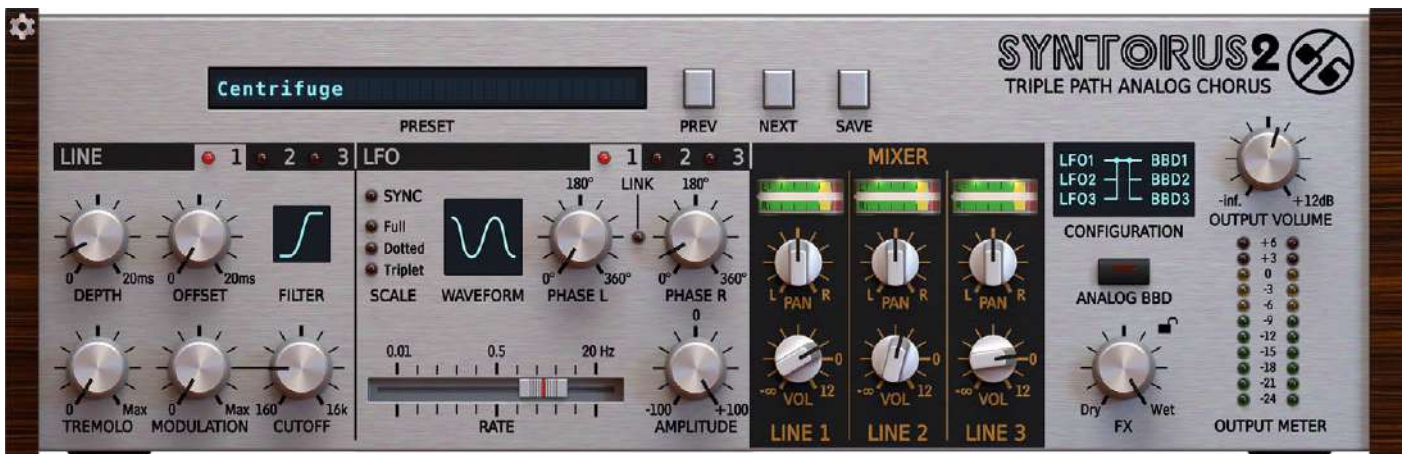 SYNTORUS2
TRIPLE PATH ANALOG CHORUS
Centrifuge
PRESET
PREV NEXT SAVE
LINE 1 2 3
LFO 1 2 3
MIXER
0 20ms
DEPTH
0 20ms
OFFSET
FILTER
0 Max
TREMOLO
0 Max
MODULATION
160 16k
CUTOFF
SYNC
Full
Dotted
Triplet
SCALE
WAVEFORM
180°
0° 360°
PHASE L
LINK
180°
0° 360°
PHASE R
0.01 0.5 20 Hz
RATE
0
-100 +100
AMPLITUDE
L
R
L
R
L
R
L R
PAN
L R
PAN
L R
PAN
0
-∞ 12
VOL
0
-∞ 12
VOL
0
-∞ 12
VOL
LINE 1 LINE 2 LINE 3
LFO1 BBD1
LFO2 BBD2
LFO3 BBD3
CONFIGURATION
ANALOG BBD
Dry Wet
FX
-inf. +12dB
OUTPUT VOLUME
+6
+3
0
-3
-6
-9
-12
-15
-18
-21
-24
OUTPUT METER